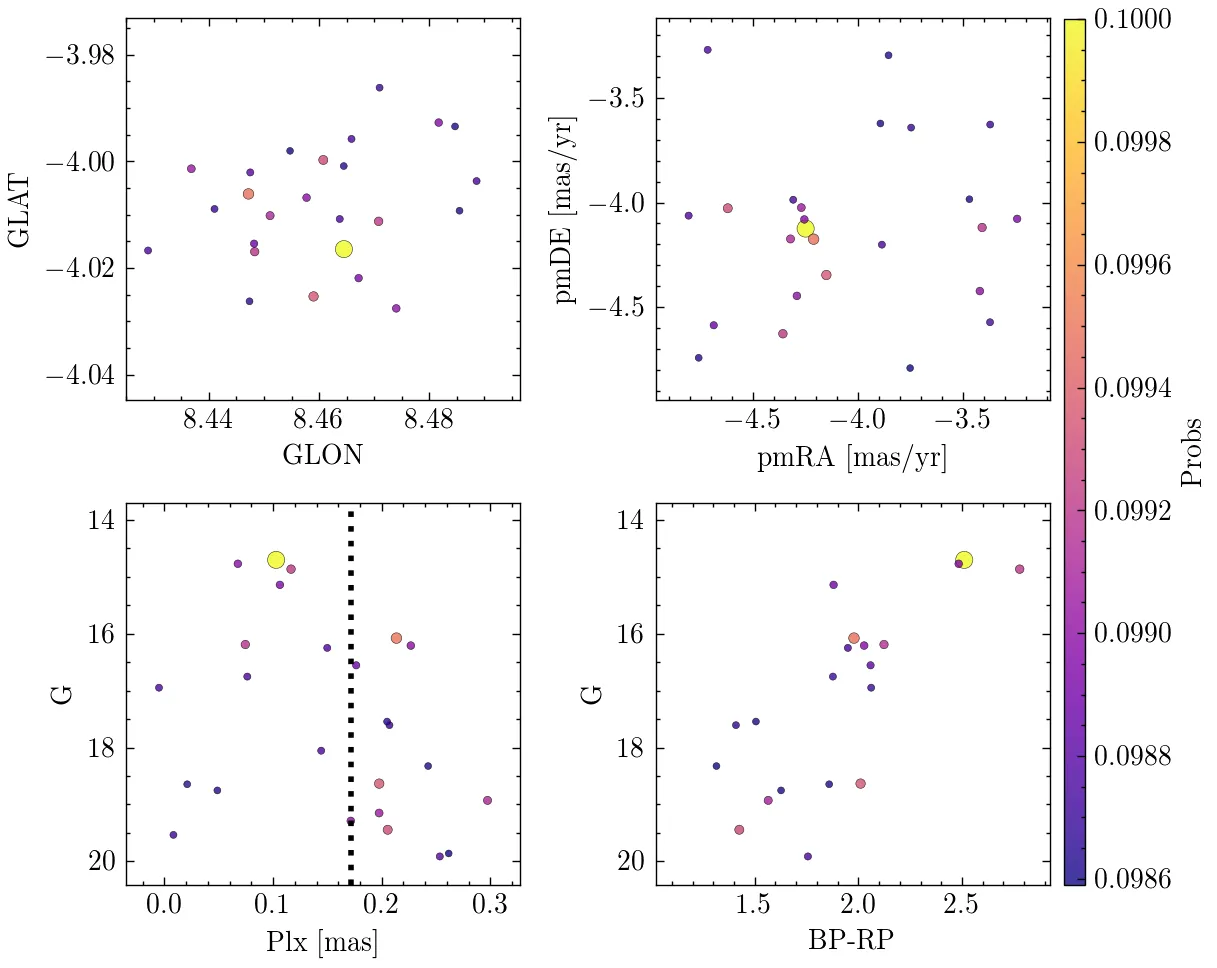 −3.98
−4.00
−4.02
−4.04
GLAT
8.44 8.46 8.48
GLON
−3.5
−4.0
−4.5
pmDE [mas/yr]
−4.5 −4.0 −3.5
pmRA [mas/yr]
14
16
18
20
G
0.0 0.1 0.2 0.3
Plx [mas]
14
16
18
20
G
1.5 2.0 2.5
BP-RP
0.1000
0.0998
0.0996
0.0994
0.0992
0.0990
0.0988
0.0986
Probs